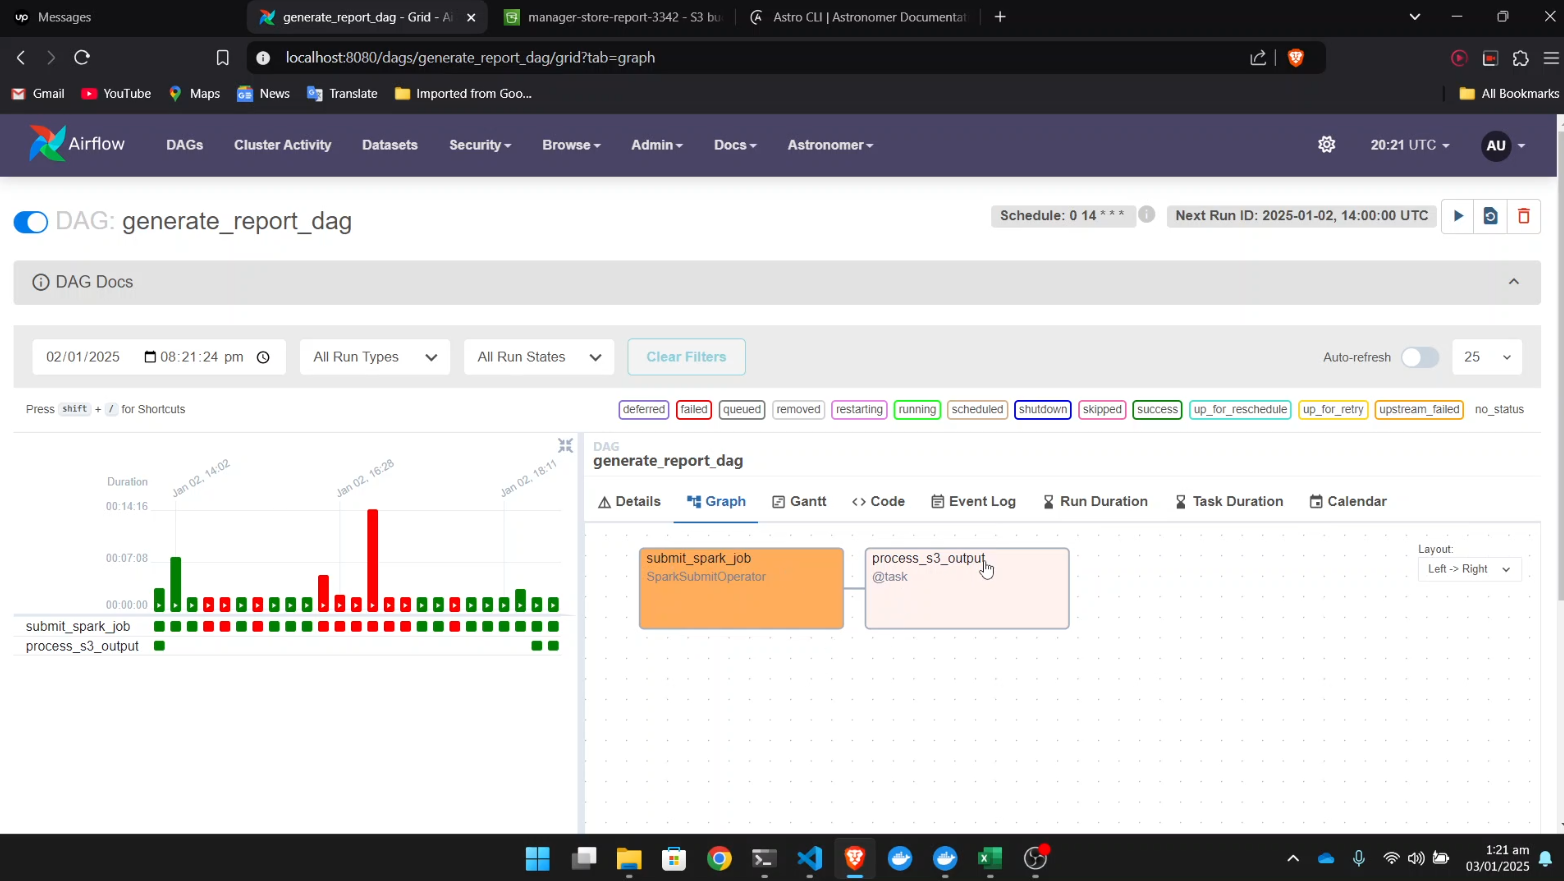 up Messages
generate_report_dag - Grid - Ai
manager-store-report-3342 - S3 bu
Astro CLI | Astronomer Documentat
localhost:8080/dags/generate_report_dag/grid?tab=graph
Gmail YouTube Maps News Translate Imported from Goo... All Bookmarks
Airflow DAGs Cluster Activity Datasets Security Browse Admin Docs Astronomer 20:21 UTC AU
DAG: generate_report_dag Schedule: 0 14 * * * Next Run ID: 2025-01-02, 14:00:00 UTC
DAG Docs
02/01/2025 08:21:24 pm All Run Types All Run States Clear Filters Auto-refresh 25
Press shift + / for Shortcuts deferred failed queued removed restarting running scheduled shutdown skipped success up_for_reschedule up_for_retry upstream_failed no_status
DAG
generate_report_dag
Duration Jan 02, 14:02 Jan 02, 16:28 Jan 02, 18:11
00:14:16
Details Graph Gantt Code Event Log Run Duration Task Duration Calendar
00:07:08
00:00:00
submit_spark_job
process_s3_output
submit_spark_job
SparkSubmitOperator
process_s3_output
@task
Layout:
Left -> Right
1:21 am
03/01/2025